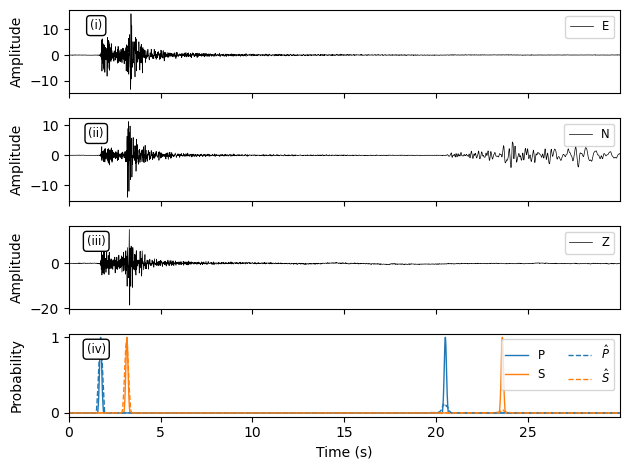 Amplitude
10
0
-10
(i)
E
Amplitude
10
0
-10
(ii)
N
Amplitude
0
-20
(iii)
Z
Probability
1
0
(iv)
P
S
P̂
Ŝ
0 5 10 15 20 25
Time (s)